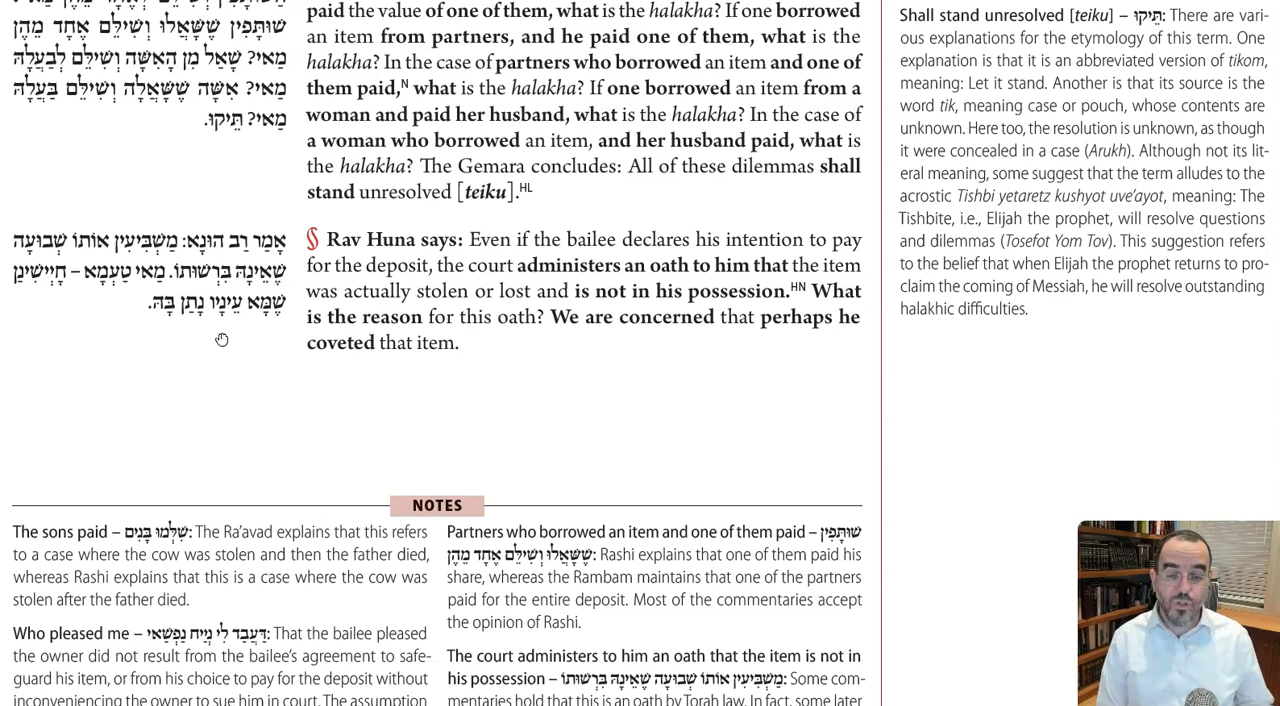 שׁוּתָּפִין שֶׁשָּׁאֲלוּ וְשִׁילֵּם אֶחָד מֵהֶן
מַאי? שָׁאַל מִן הָאִשָּׁה וְשִׁילֵּם לְבַעְלָהּ
מַאי? אִשָּׁה שֶׁשָּׁאֲלָה וְשִׁילֵּם בַּעְלָהּ
מַאי? תֵּיקוּ.
אָמַר רַב הוּנָא: מַשְׁבִּיעִין אוֹתוֹ שְׁבוּעָה
שֶׁאֵינָהּ בִּרְשׁוּתוֹ. מַאי טַעְמָא – חָיְישִׁינַן
שֶׁמָּא עֵינָיו נָתַן בָּהּ.
paid the value of one of them, what is the halakha? If one borrowed
an item from partners, and he paid one of them, what is the
halakha? In the case of partners who borrowed an item and one of
them paid,N what is the halakha? If one borrowed an item from a
woman and paid her husband, what is the halakha? In the case of
a woman who borrowed an item, and her husband paid, what is
the halakha? The Gemara concludes: All of these dilemmas shall
stand unresolved [teiku].HL
§ Rav Huna says: Even if the bailee declares his intention to pay
for the deposit, the court administers an oath to him that the item
was actually stolen or lost and is not in his possession.HN What
is the reason for this oath? We are concerned that perhaps he
coveted that item.
Shall stand unresolved [teiku] – תֵּיקוּ: There are vari-
ous explanations for the etymology of this term. One
explanation is that it is an abbreviated version of tikom,
meaning: Let it stand. Another is that its source is the
word tik, meaning case or pouch, whose contents are
unknown. Here too, the resolution is unknown, as though
it were concealed in a case (Arukh). Although not its lit-
eral meaning, some suggest that the term alludes to the
acrostic Tishbi yetaretz kushyot uve'ayot, meaning: The
Tishbite, i.e., Elijah the prophet, will resolve questions
and dilemmas (Tosefot Yom Tov). This suggestion refers
to the belief that when Elijah the prophet returns to pro-
claim the coming of Messiah, he will resolve outstanding
halakhic difficulties.
NOTES
The sons paid – שִׁלְּמוּ בָּנִים: The Ra'avad explains that this refers
to a case where the cow was stolen and then the father died,
whereas Rashi explains that this is a case where the cow was
stolen after the father died.
Who pleased me – דַּעֲבַד לִי נְיָיח נַפְשַׁאי: That the bailee pleased
the owner did not result from the bailee's agreement to safe-
guard his item, or from his choice to pay for the deposit without
inconveniencing the owner to sue him in court. The assumption
Partners who borrowed an item and one of them paid – שׁוּתָּפִין
שֶׁשָּׁאֲלוּ וְשִׁילֵּם אֶחָד מֵהֶן: Rashi explains that one of them paid his
share, whereas the Rambam maintains that one of the partners
paid for the entire deposit. Most of the commentaries accept
the opinion of Rashi.
The court administers to him an oath that the item is not in
his possession – מַשְׁבִּיעִין אוֹתוֹ שְׁבוּעָה שֶׁאֵינָהּ בִּרְשׁוּתוֹ: Some com-
mentaries hold that this is an oath by Torah law. In fact, some later